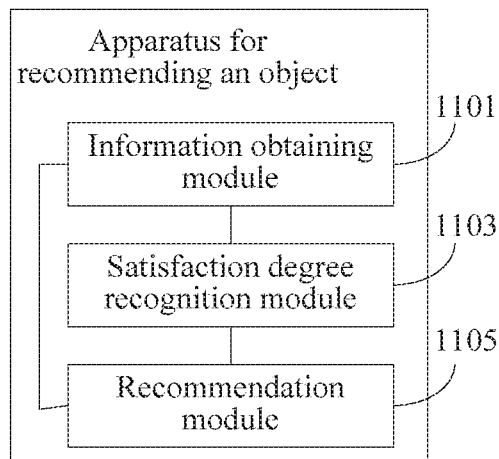 Apparatus for
recommending an object
1101
Information obtaining
module
1103
Satisfaction degree
recognition module
1105
Recommendation
module